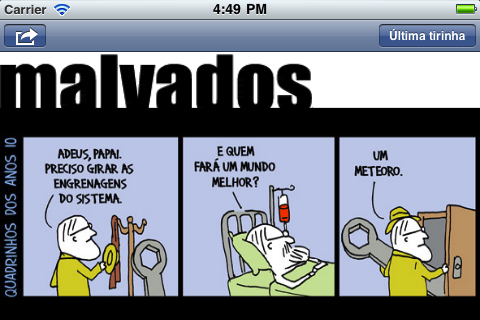 Carrier 4:49 PM
Última tirinha
malvados
QUADRINHOS DOS ANOS 10
ADEUS, PAPAI.
PRECISO GIRAR AS
ENGRENAGENS
DO SISTEMA.
E QUEM
FARÁ UM MUNDO
MELHOR?
UM
METEORO.